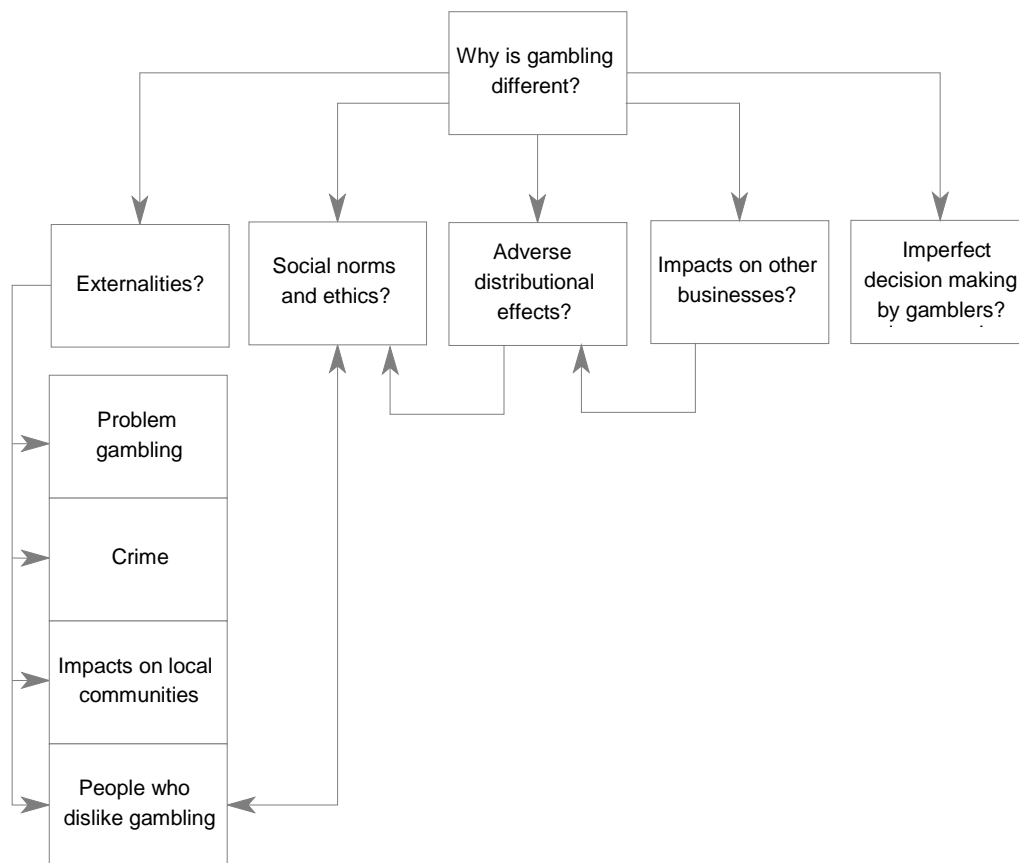 Why is gambling
different?
Externalities?
Social norms
and ethics?
Adverse
distributional
effects?
Impacts on other
businesses?
Imperfect
decision making
by gamblers?
Problem
gambling
Crime
Impacts on local
communities
People who
dislike gambling